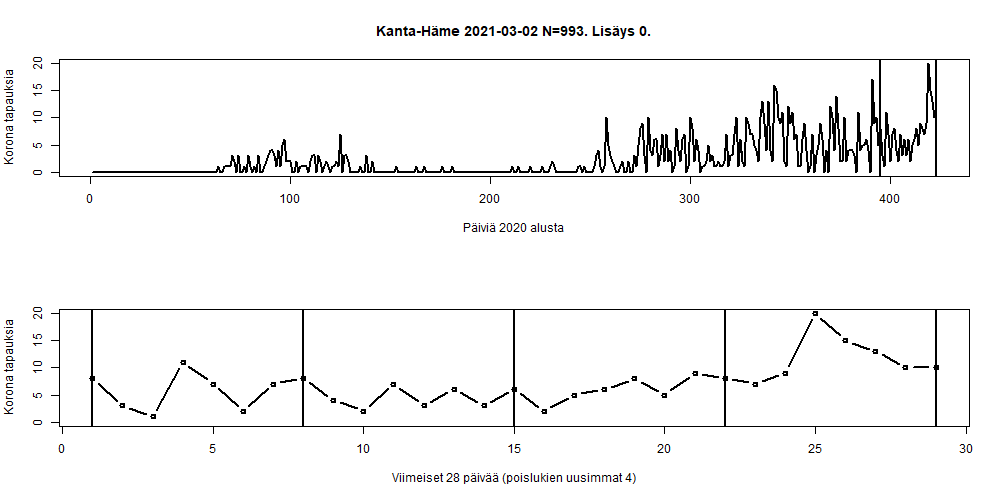 Kanta-Häme 2021-03-02 N=993. Lisäys 0.
Korona tapauksia
20
15
10
5
0
0 100 200 300 400
Päiviä 2020 alusta
Korona tapauksia
20
15
10
5
0
0 5 10 15 20 25 30
Viimeiset 28 päivää (poislukien uusimmat 4)